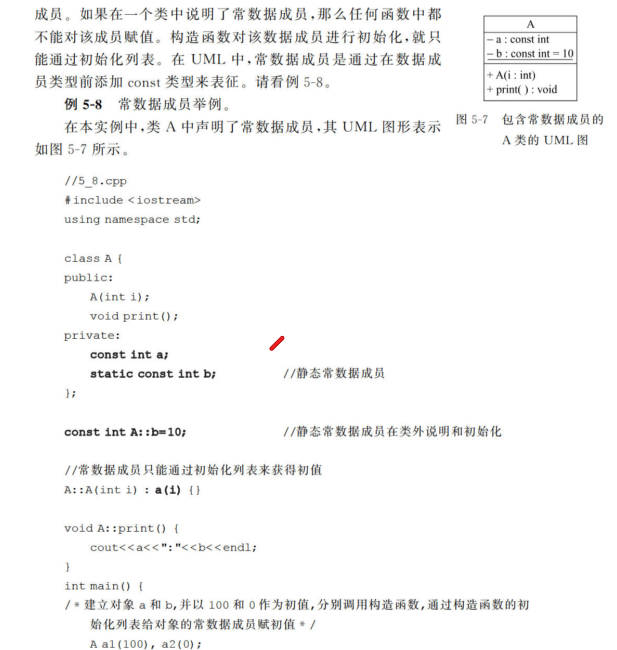 成员。如果在一个类中说明了常数据成员,那么任何函数中都
不能对该成员赋值。构造函数对该数据成员进行初始化,就只
能通过初始化列表。在 UML 中,常数据成员是通过在数据成
员类型前添加 const 类型来表征。请看例 5-8。
例 5-8 常数据成员举例。
在本实例中,类 A 中声明了常数据成员,其 UML 图形表示
如图 5-7 所示。
A
- a : const int
- b : const int = 10
+ A(i : int)
+ print( ) : void
图 5-7 包含常数据成员的
A 类的 UML 图
//5_8.cpp
#include <iostream>
using namespace std;
class A {
public:
A(int i);
void print();
private:
const int a;
static const int b; //静态常数据成员
};
const int A::b=10; //静态常数据成员在类外说明和初始化
//常数据成员只能通过初始化列表来获得初值
A::A(int i) : a(i) {}
void A::print() {
cout<<a<<":"<<b<<endl;
}
int main() {
/* 建立对象 a 和 b,并以 100 和 0 作为初值,分别调用构造函数,通过构造函数的初
始化列表给对象的常数据成员赋初值 */
A a1(100), a2(0);